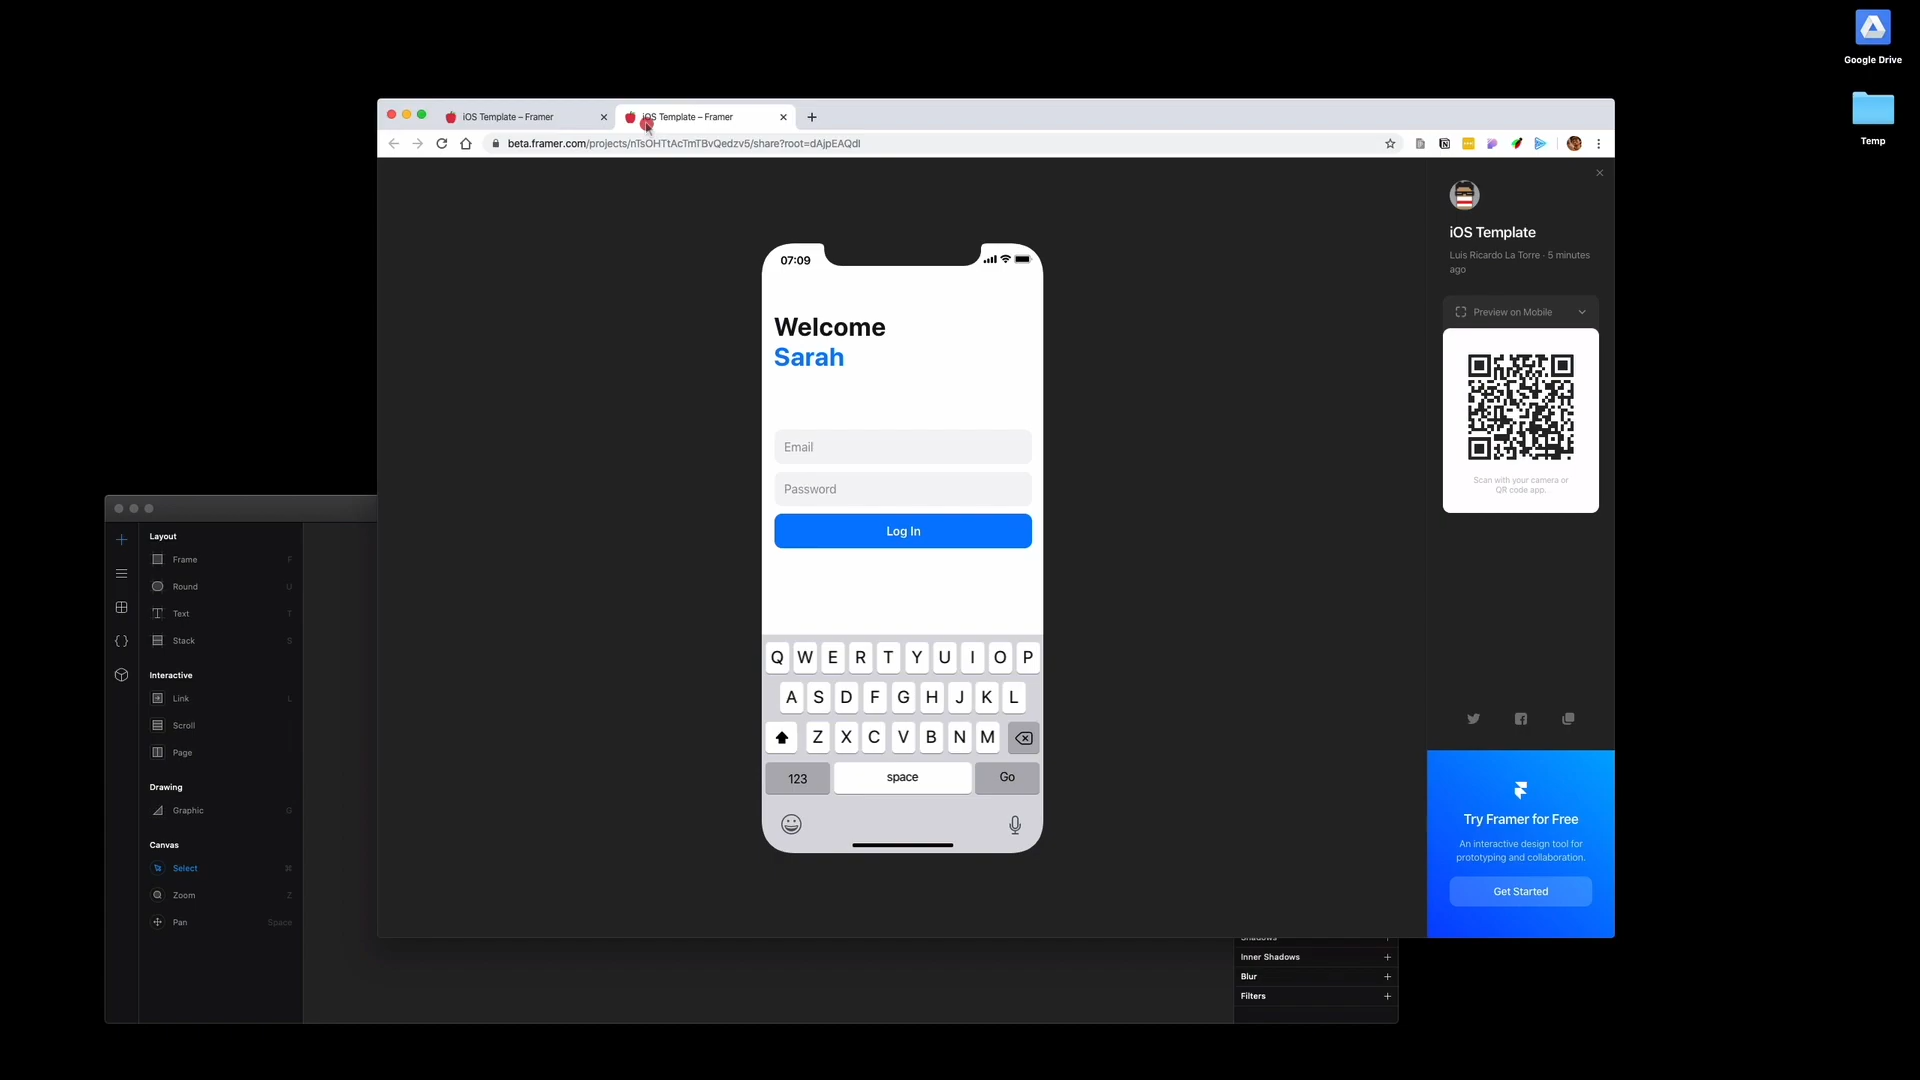 Google Drive
Temp
iOS Template – Framer
iOS Template – Framer
beta.framer.com/projects/nTsOHTtAcTmTBvQedzv5/share?root=dAjpEAQdI
iOS Template
Luis Ricardo La Torre · 5 minutes
ago
Preview on Mobile
Scan with your camera or
QR code app.
Try Framer for Free
An interactive design tool for
prototyping and collaboration.
Get Started
07:09
Welcome
Sarah
Email
Password
Log In
Q W E R T Y U I O P
A S D F G H J K L
Z X C V B N M
123 space Go
Layout
Frame F
Round U
Text T
Stack S
Interactive
Link L
Scroll
Page
Drawing
Graphic G
Canvas
Select ⌘
Zoom Z
Pan Space
Shadows
Inner Shadows
Blur
Filters